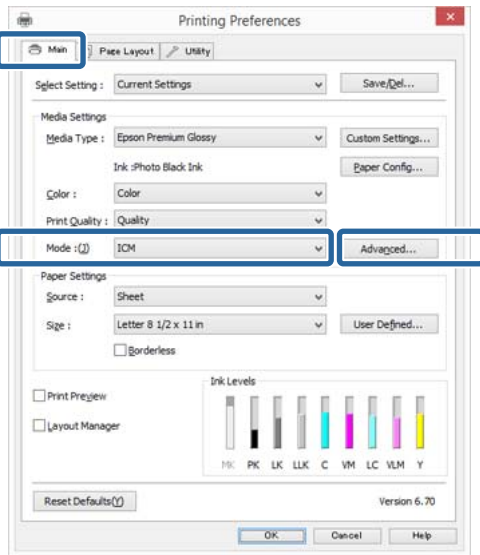 Printing Preferences
Main Page Layout Utility
Select Setting : Current Settings Save/Del...
Media Settings
Media Type : Epson Premium Glossy Custom Settings...
Ink :Photo Black Ink Paper Config...
Color : Color
Print Quality : Quality
Mode :(J) ICM Advanced...
Paper Settings
Source : Sheet
Size : Letter 8 1/2 x 11 in User Defined...
Borderless
Ink Levels
Print Preview
Layout Manager
MK PK LK LLK C VM LC VLM Y
Reset Defaults(Y) Version 6.70
OK Cancel Help